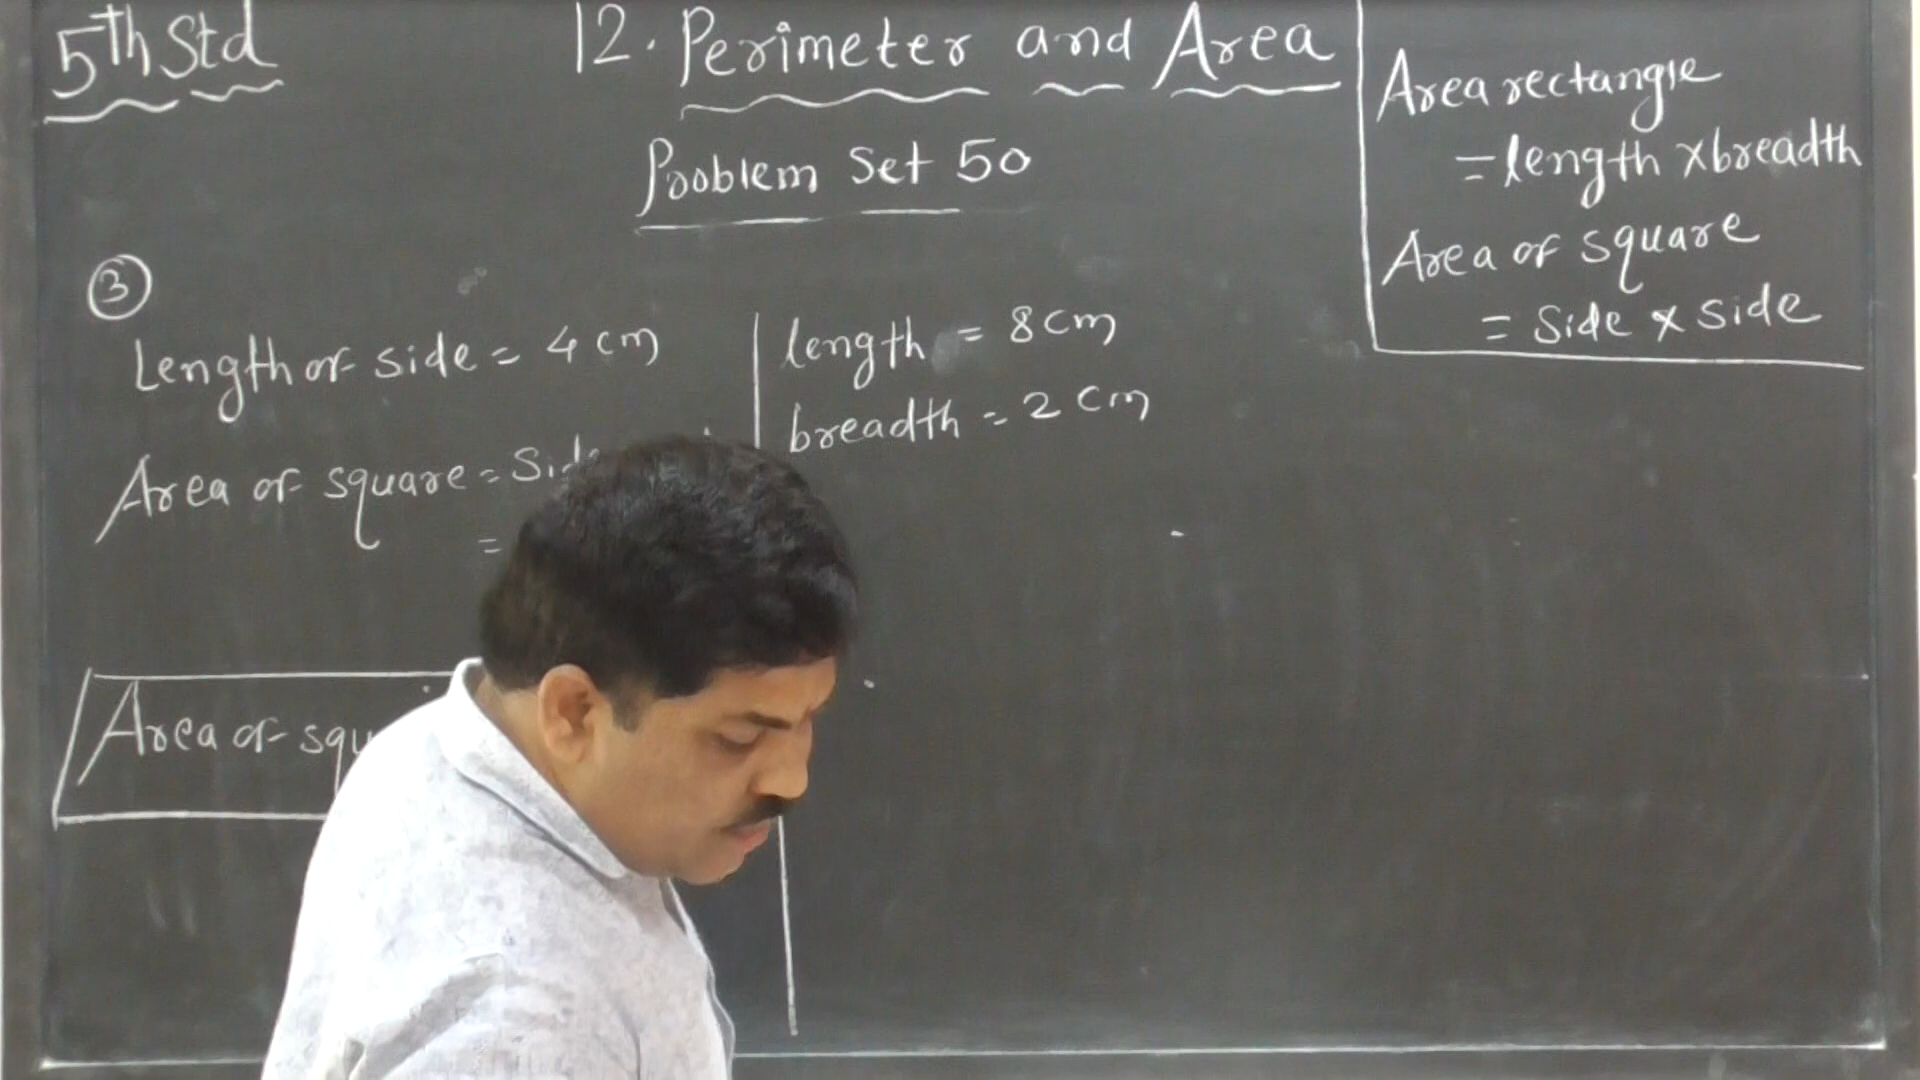 5th Std
12. Perimeter and Area
Problem Set 50
Area rectangle
= length × breadth
Area of square
= Side × Side
③
Length of side = 4 cm
Area of square = Side
=
Area of squ
length = 8 cm
breadth = 2 cm